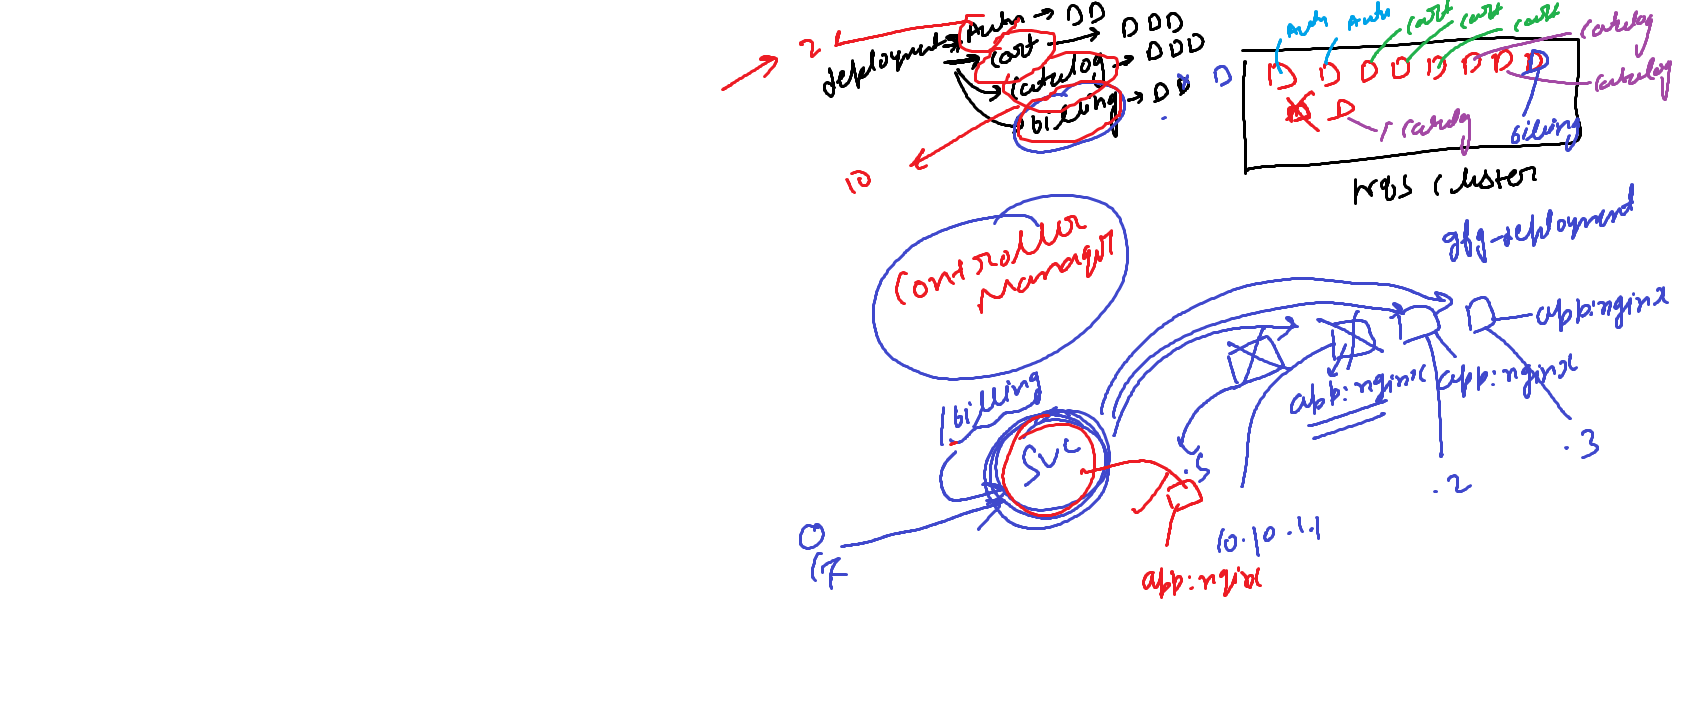 2
deployment
Auth
cart
catalog
billing
10
Auth
Auth
cart
cart
cart
catalog
catalog
catalog
billing
K8S cluster
gfg-deployment
controller
manager
app:nginx
app:nginx
app:nginx
billing
svc
.5
.2
.3
10.10.1.1
app:nginx